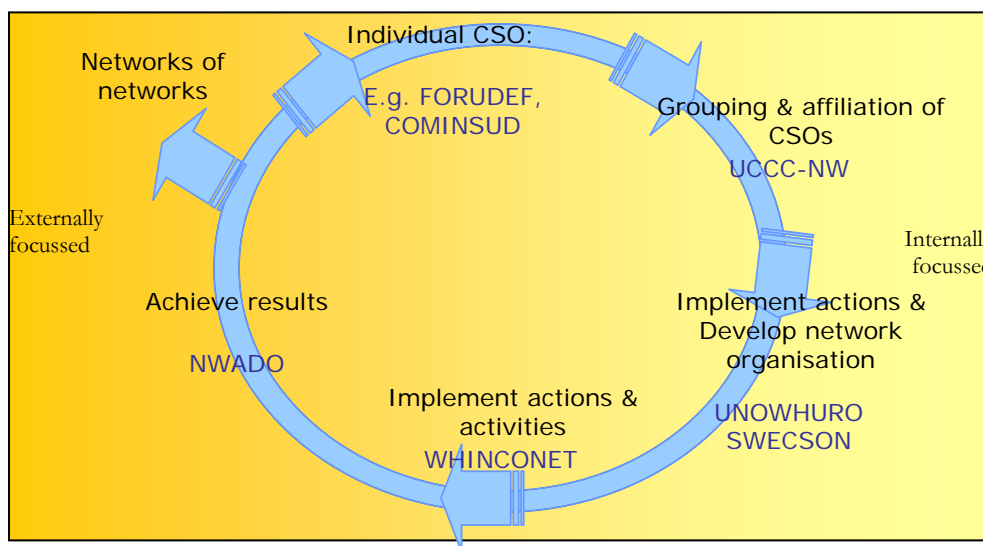 Individual CSO:
E.g. FORUDEF,
COMINSUD
Networks of
networks
Grouping & affiliation of
CSOs
UCCC-NW
Externally
focussed
Internall
focusse
Implement actions &
Develop network
organisation
UNOWHURO
SWECSON
Implement actions &
activities
WHINCONET
Achieve results
NWADO